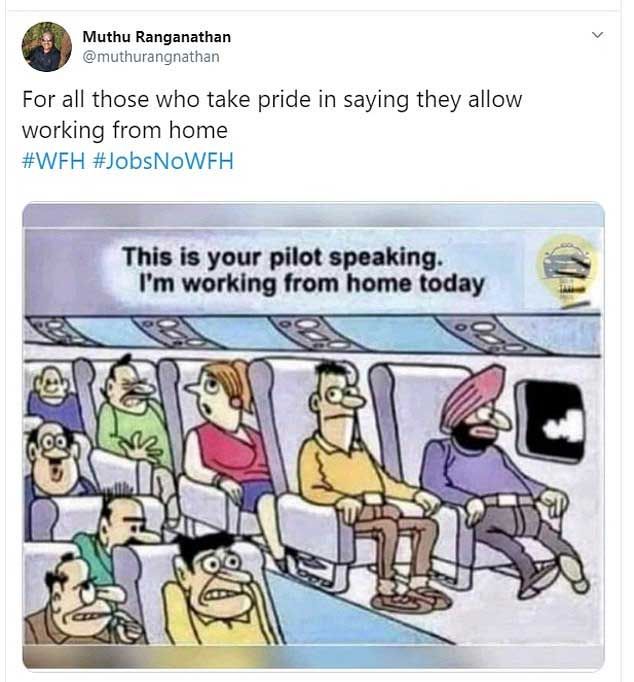 Muthu Ranganathan
@muthurangnathan
For all those who take pride in saying they allow
working from home
#WFH #JobsNoWFH
This is your pilot speaking.
I'm working from home today